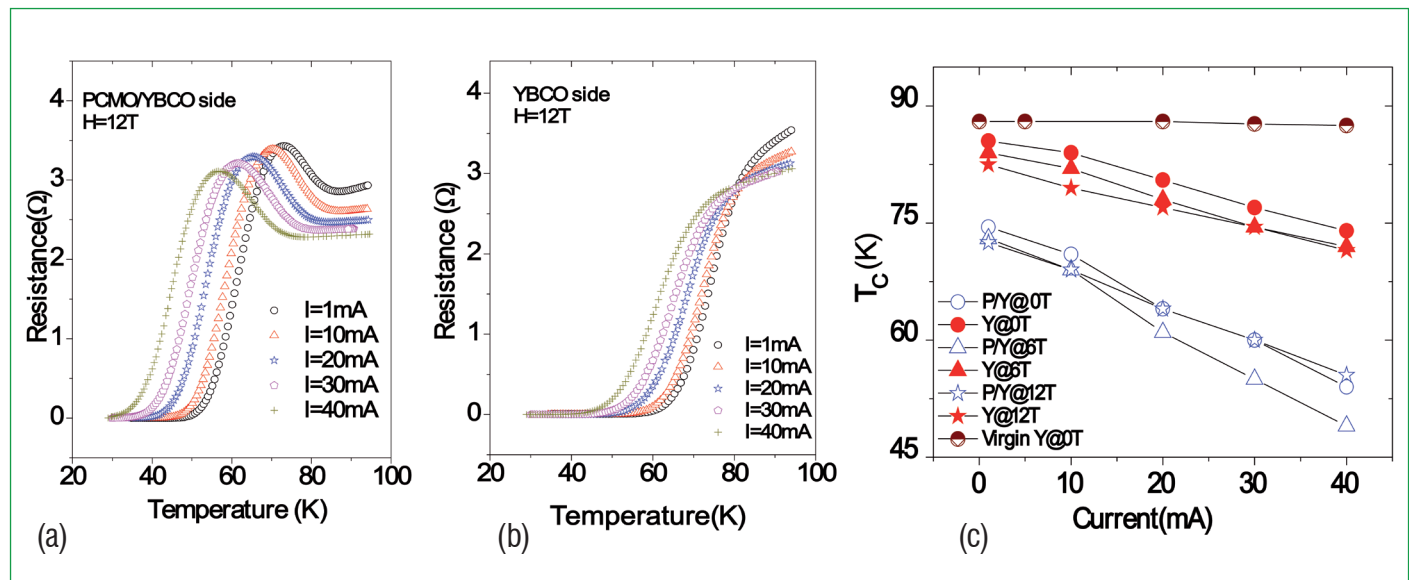 PCMO/YBCO side
H=12T
4
3
2
1
0
Resistance(Ω)
I=1mA
I=10mA
I=20mA
I=30mA
I=40mA
20 40 60 80 100
Temperature (K)
(a)
YBCO side
H=12T
4
3
2
1
0
Resistance (Ω)
I=1mA
I=10mA
I=20mA
I=30mA
I=40mA
20 40 60 80 100
Temperature(K)
(b)
90
75
60
45
TC(K)
P/Y@0T
Y@0T
P/Y@6T
Y@6T
P/Y@12T
Y@12T
Virgin Y@0T
0 10 20 30 40
Current(mA)
(c)